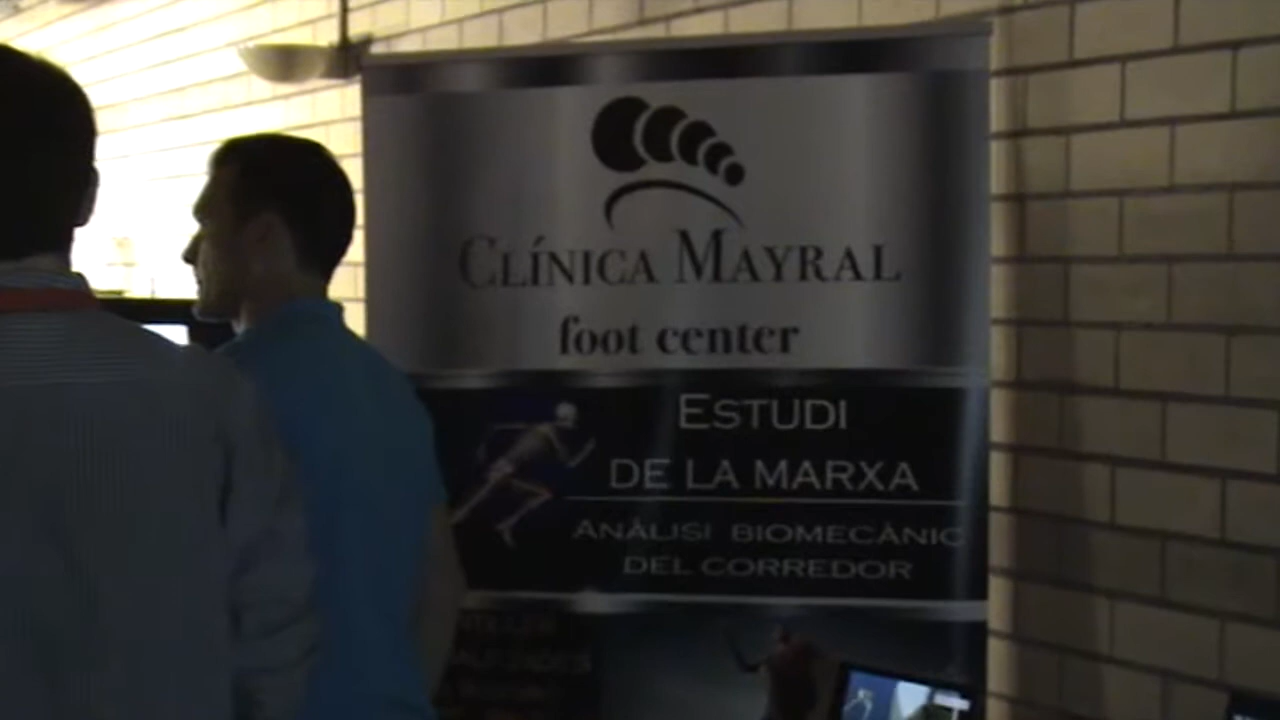 CLÍNICA MAYRAL
foot center
ESTUDI
DE LA MARXA
ANÀLISI BIOMECÀNIC
DEL CORREDOR